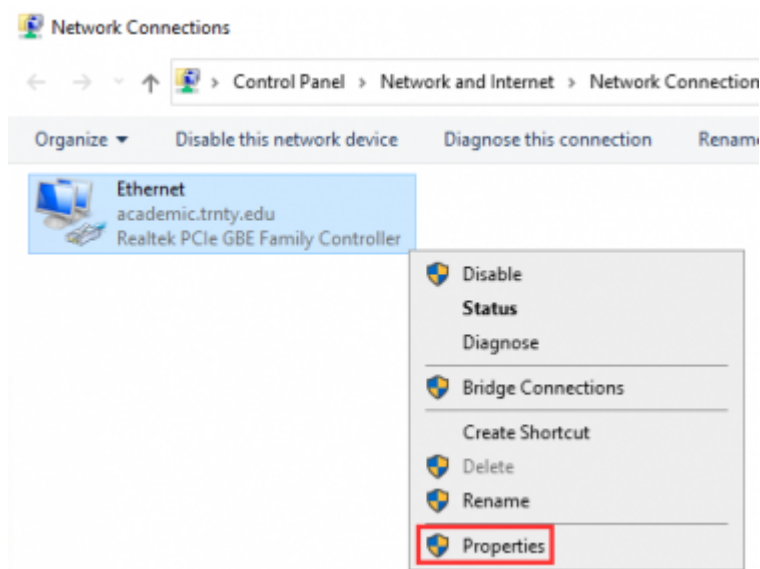 Network Connections
Control Panel > Network and Internet > Network Connection
Organize Disable this network device Diagnose this connection Rename
Ethernet
academic.trnty.edu
Realtek PCIe GBE Family Controller
Disable
Status
Diagnose
Bridge Connections
Create Shortcut
Delete
Rename
Properties